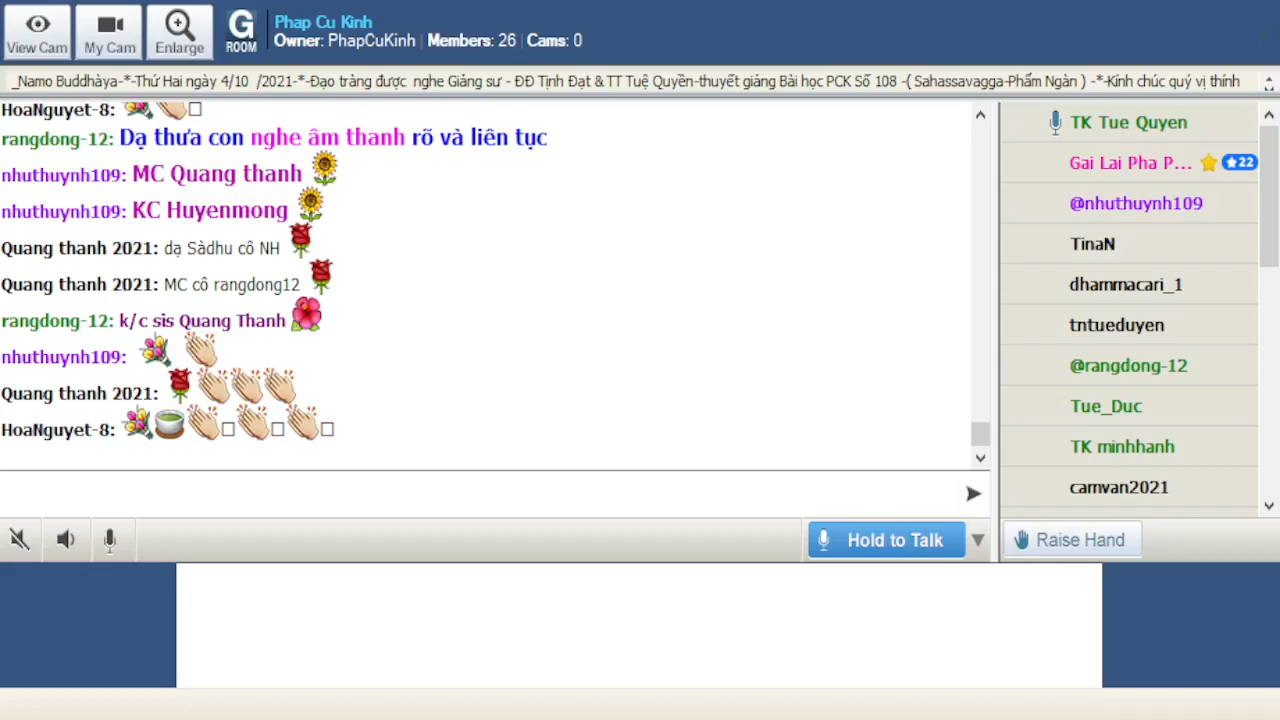 View Cam
My Cam
Enlarge
G
ROOM
Phap Cu Kinh
Owner: PhapCuKinh | Members: 26 | Cams: 0
_Namo Buddhàya-*-Thứ Hai ngày 4/10 /2021-*-Đạo tràng được nghe Giảng sư - ĐĐ Tịnh Đạt & TT Tuệ Quyền-thuyết giảng Bài học PCK Số 108 -( Sahassavagga-Phẩm Ngàn ) -*-Kính chúc quý vị thính
HoaNguyet-8:
rangdong-12: Dạ thưa con nghe âm thanh rõ và liên tục
nhuthuynh109: MC Quang thanh
nhuthuynh109: KC Huyenmong
Quang thanh 2021: dạ Sàdhu cô NH
Quang thanh 2021: MC cô rangdong12
rangdong-12: k/c sis Quang Thanh
nhuthuynh109:
Quang thanh 2021:
HoaNguyet-8:
Hold to Talk
TK Tue Quyen
Gai Lai Pha P... 22
@nhuthuynh109
TinaN
dhammacari_1
tntueduyen
@rangdong-12
Tue_Duc
TK minhhanh
camvan2021
Raise Hand